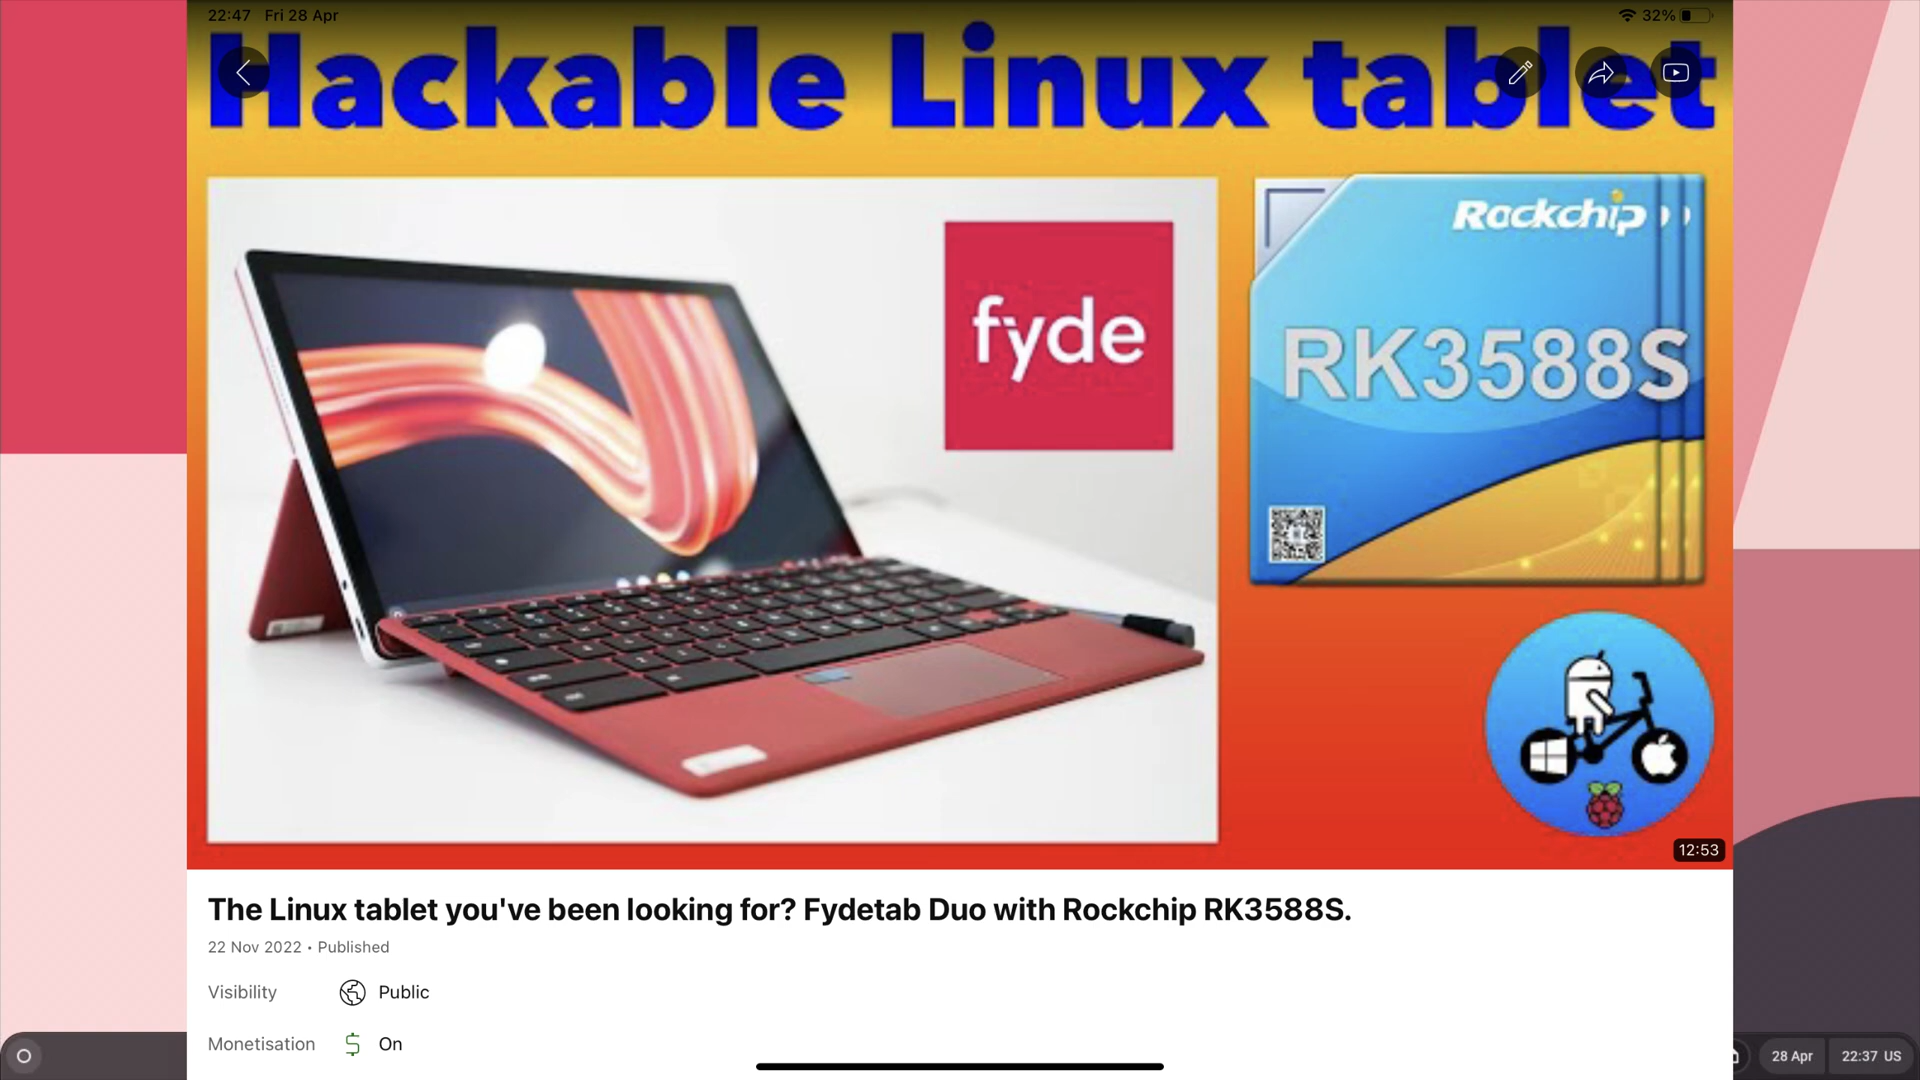 22:47 Fri 28 Apr
32%
Hackable Linux tablet
fyde
Rockchip
RK3588S
12:53
The Linux tablet you've been looking for? Fydetab Duo with Rockchip RK3588S.
22 Nov 2022 • Published
Visibility Public
Monetisation On
28 Apr 22:37 US